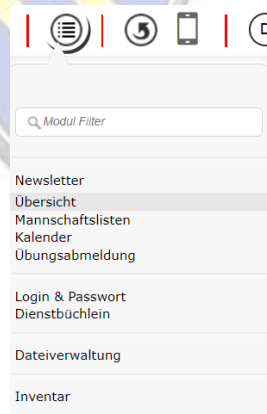 D
Modul Filter
Newsletter
Übersicht
Mannschaftslisten
Kalender
Übungsabmeldung
Login & Passwort
Dienstbüchlein
Dateiverwaltung
Inventar